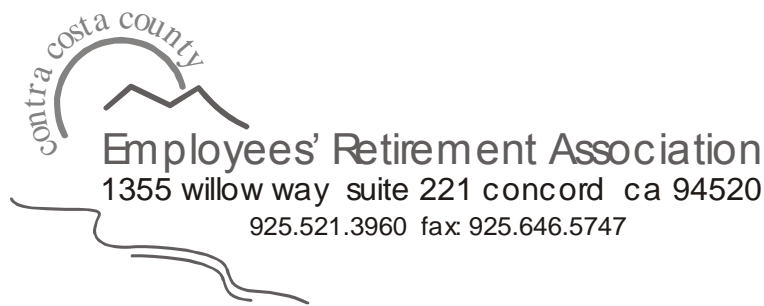 contra costa county
Employees' Retirement Association
1355 willow way suite 221 concord ca 94520
925.521.3960 fax: 925.646.5747